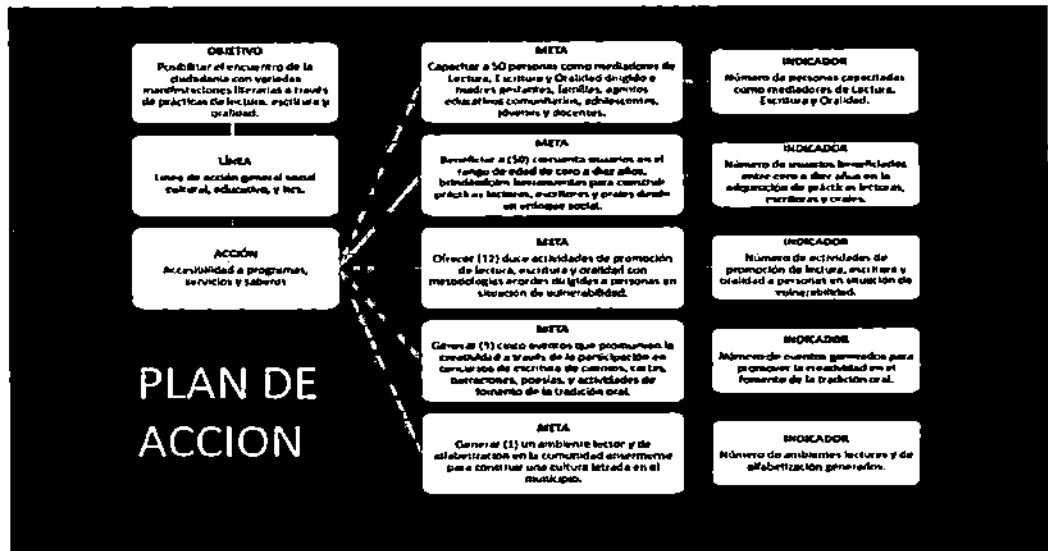 OBJETIVO
Posibilitar el encuentro de la
ciudadanía con variadas
manifestaciones literarias a través
de prácticas de lectura, escritura y
oralidad.
LÍNEA
Línea de acción general social
cultural, educativo, y tics.
ACCIÓN
Accesibilidad a programas,
servicios y saberes
PLAN DE
ACCION
META
Capacitar a 50 personas como mediadores de
Lectura, Escritura y Oralidad dirigido a
madres gestantes, familias, agentes
educativos comunitarios, adolescentes,
jóvenes y docentes.
META
Beneficiar a (50) cincuenta usuarios en el
rango de edad de cero a diez años,
brindándoles herramientas para construir
prácticas lectoras, escritoras y orales desde
un enfoque social.
META
Ofrecer (12) doce actividades de promoción
de lectura, escritura y oralidad con
metodologías acordes dirigidas a personas en
situación de vulnerabilidad.
META
Generar (5) cinco eventos que promuevan la
creatividad a través de la participación en
concursos de escritura de cuentos, cartas,
narraciones, poesías, y actividades de
fomento de la tradición oral.
META
Generar (1) un ambiente lector y de
alfabetización en la comunidad
para construir una cultura letrada en el
municipio.
INDICADOR
Número de personas capacitadas
como mediadores de Lectura,
Escritura y Oralidad.
INDICADOR
Número de usuarios beneficiados
entre cero a diez años en la
adquisición de prácticas lectoras,
escritoras y orales.
INDICADOR
Número de actividades de
promoción de lectura, escritura y
oralidad a personas en situación de
vulnerabilidad.
INDICADOR
Número de eventos generados para
promover la creatividad en el
fomento de la tradición oral.
INDICADOR
Número de ambientes lectores y de
alfabetización generados.